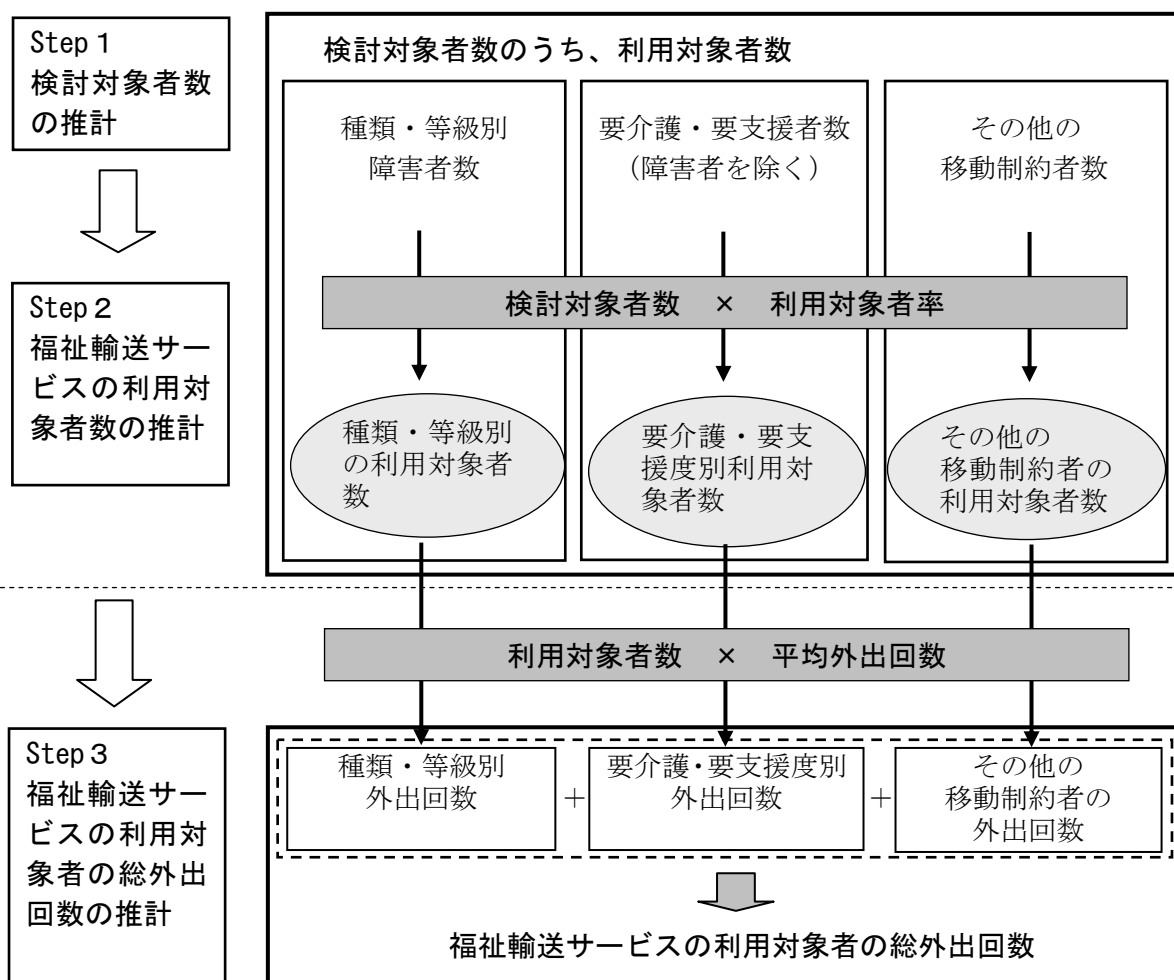 Step 1
検討対象者数
の推計
検討対象者数のうち、利用対象者数
種類・等級別
障害者数
要介護・要支援者数
（障害者を除く）
その他の
移動制約者数
検討対象者数　×　利用対象者率
Step 2
福祉輸送サー
ビスの利用対
象者数の推計
種類・等級別
の利用対象者
数
要介護・要支
援度別利用対
象者数
その他の
移動制約者の
利用対象者数
利用対象者数　×　平均外出回数
Step 3
福祉輸送サー
ビスの利用対
象者の総外出
回数の推計
種類・等級別
外出回数
＋
要介護・要支援度別
外出回数
＋
その他の
移動制約者の
外出回数
福祉輸送サービスの利用対象者の総外出回数